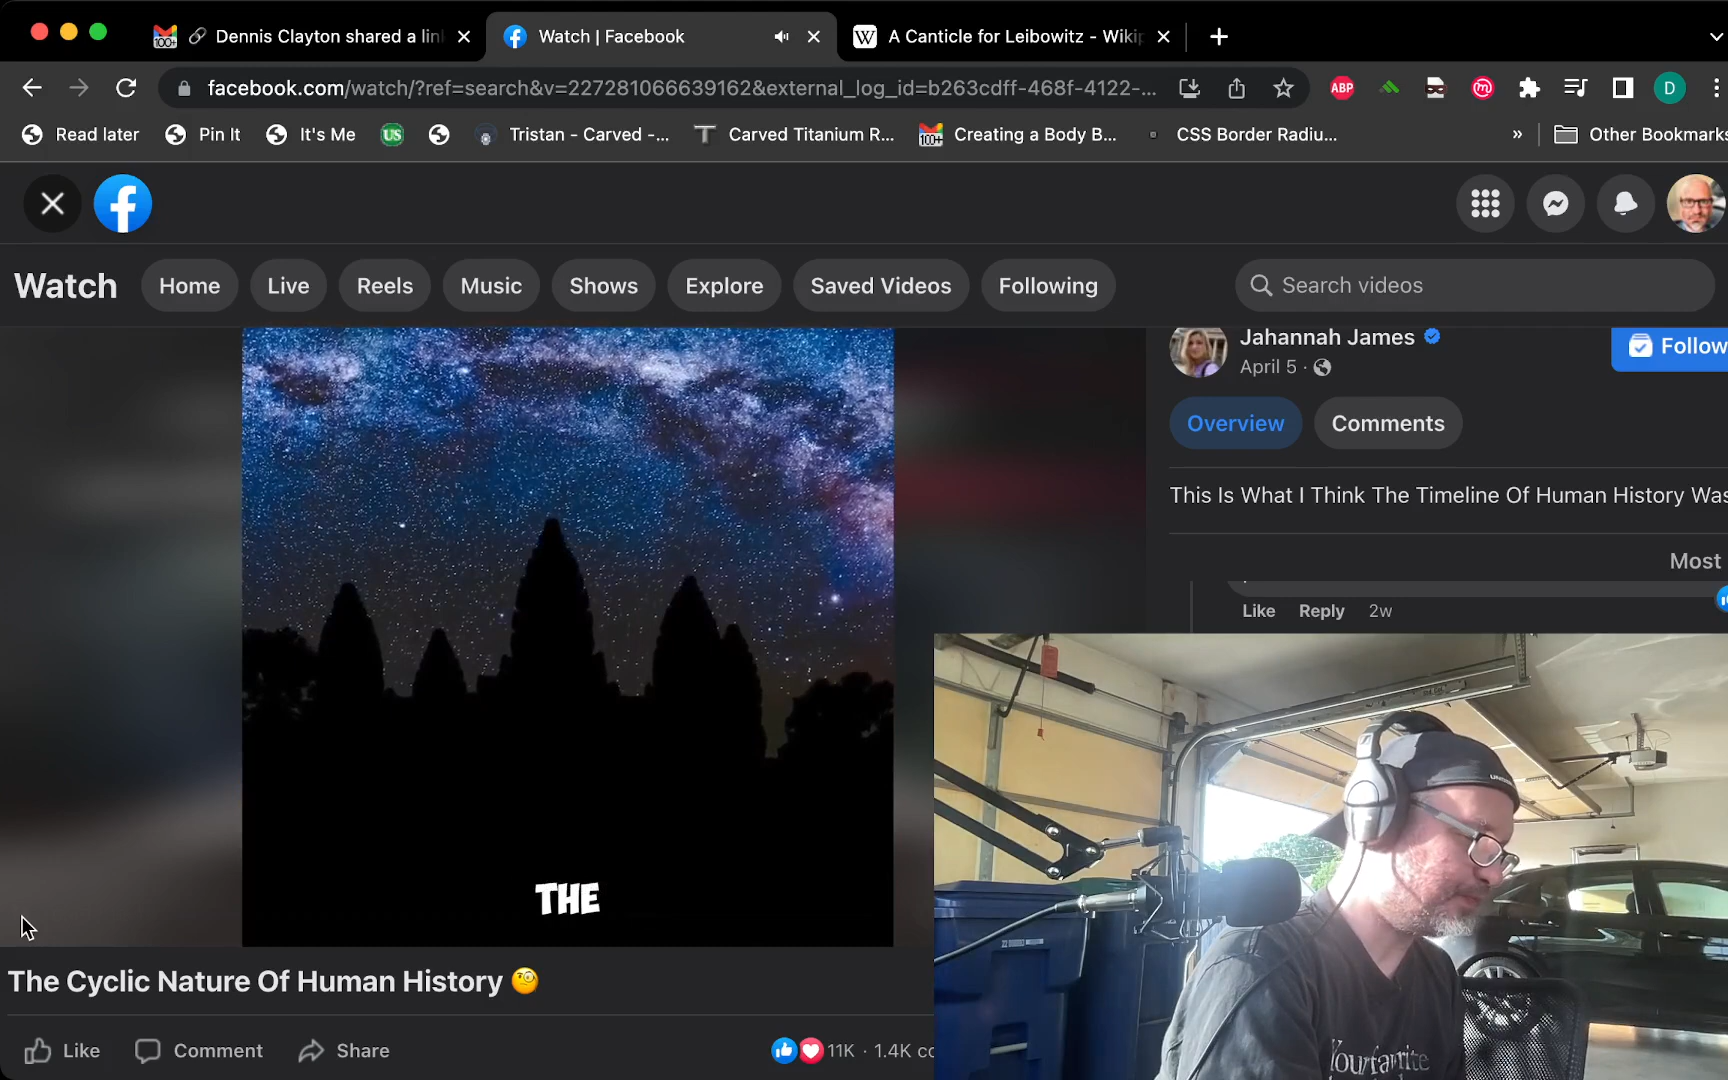 100+
Dennis Clayton shared a lin
Watch | Facebook
W
A Canticle for Leibowitz - Wikip
facebook.com/watch/?ref=search&v=227281066639162&external_log_id=b263cdff-468f-4122-...
ABP
m
D
Read later
Pin It
It's Me
US
Tristan - Carved -...
T
Carved Titanium R...
100+
Creating a Body B...
CSS Border Radiu...
»
Other Bookmarks
f
Watch
Home
Live
Reels
Music
Shows
Explore
Saved Videos
Following
Search videos
Jahannah James
April 5 ·
Follow
Overview
Comments
This Is What I Think The Timeline Of Human History Was
Most
Like
Reply
2w
THE
The Cyclic Nature Of Human History 🧐
Like
Comment
Share
11K · 1.4K co
Yourfavrite